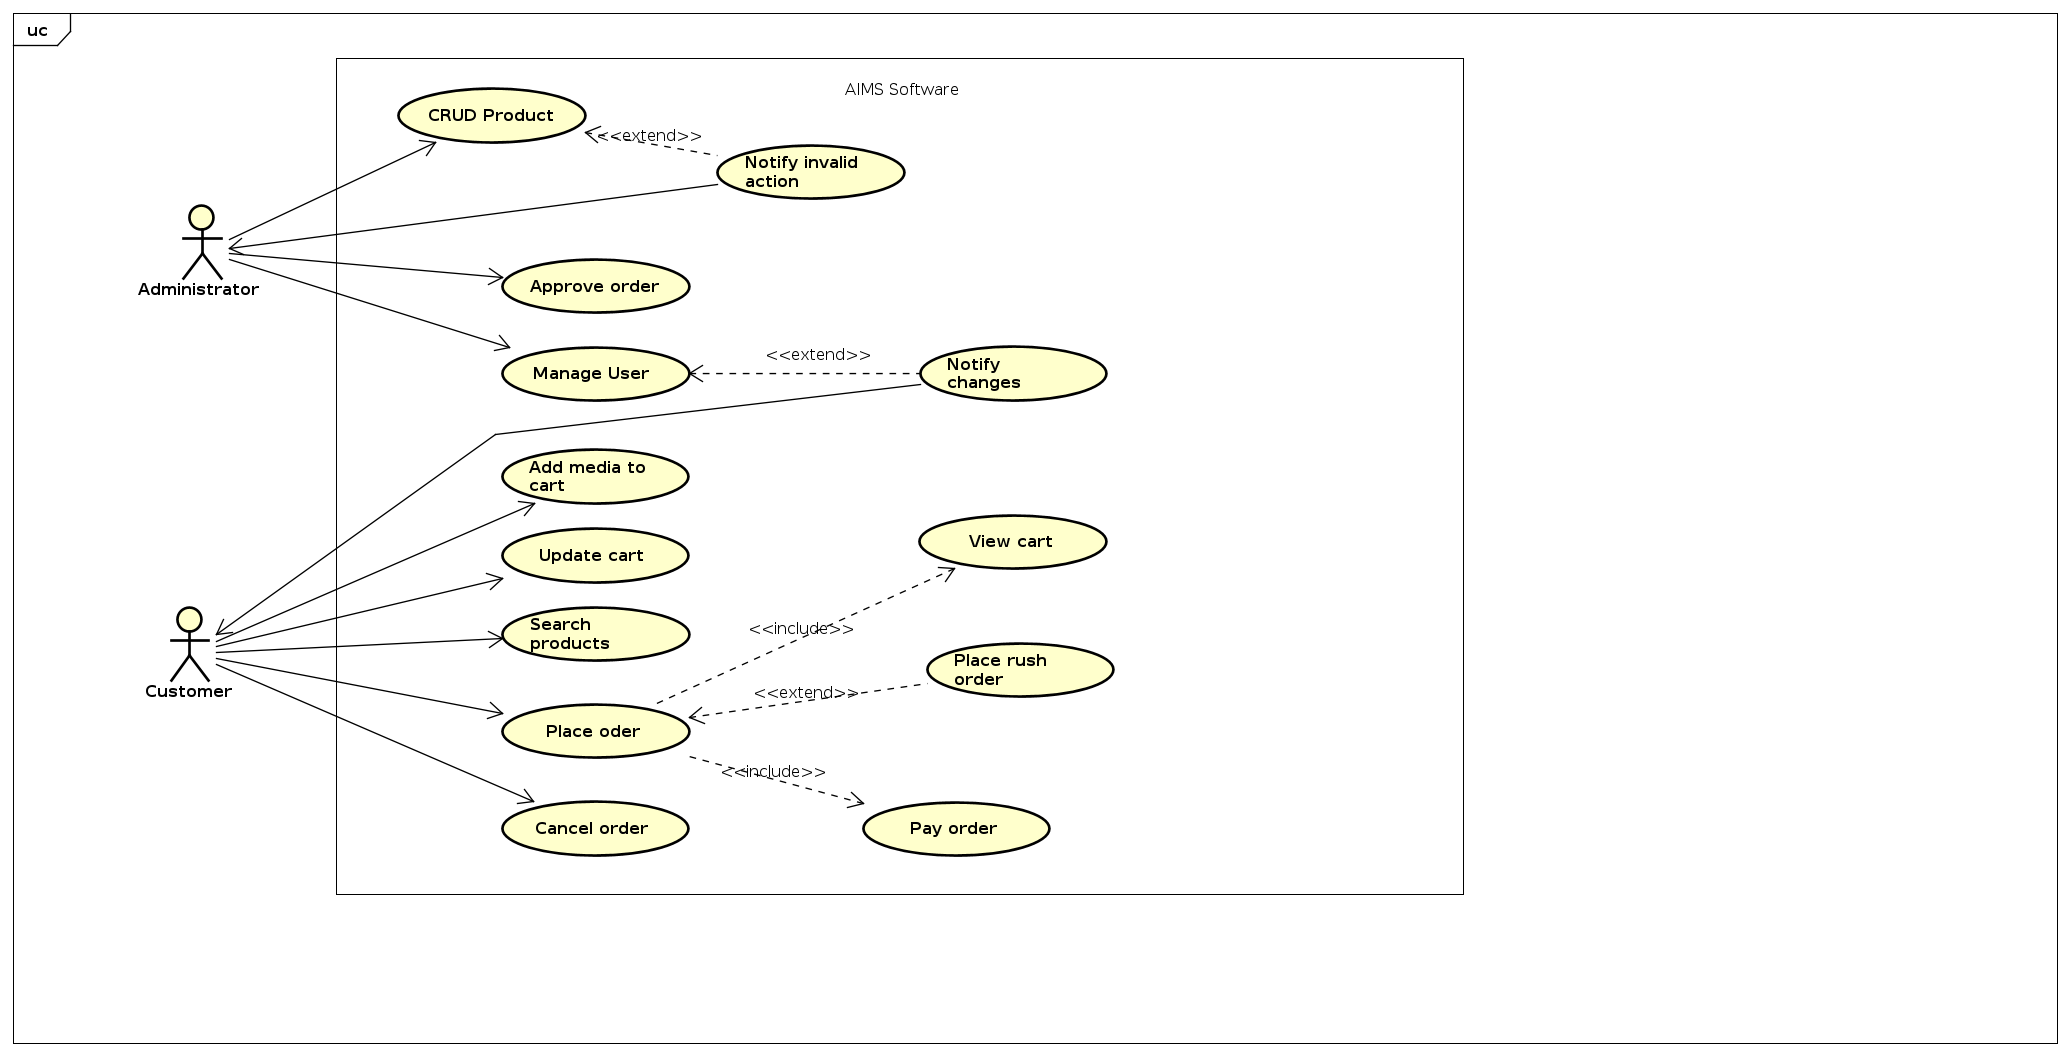 uc
AIMS Software
CRUD Product
<<extend>>
Notify invalid
action
Administrator
Approve order
Manage User
<<extend>>
Notify
changes
Add media to
cart
Update cart
View cart
Search
products
<<include>>
Customer
Place rush
order
<<extend>>
Place oder
<<include>>
Cancel order
Pay order